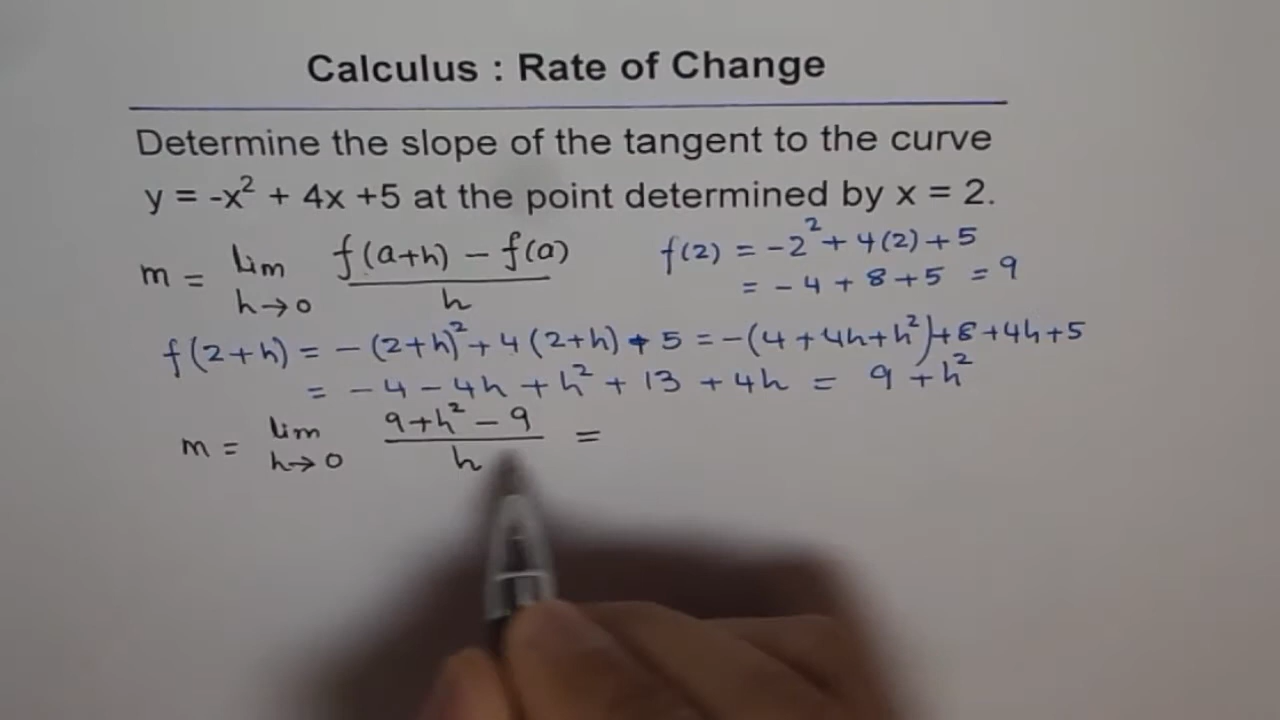 Calculus : Rate of Change
Determine the slope of the tangent to the curve
y = -x² + 4x +5 at the point determined by x = 2.
m = lim h→0 (f(a+h) - f(a))/h
f(2) = -2² + 4(2) + 5
= -4 + 8 + 5 = 9
f(2+h) = -(2+h)² + 4(2+h) + 5 = -(4+4h+h²)+8+4h+5
= -4 - 4h + h² + 13 + 4h = 9 + h²
m = lim h→0 (9+h² - 9)/h =